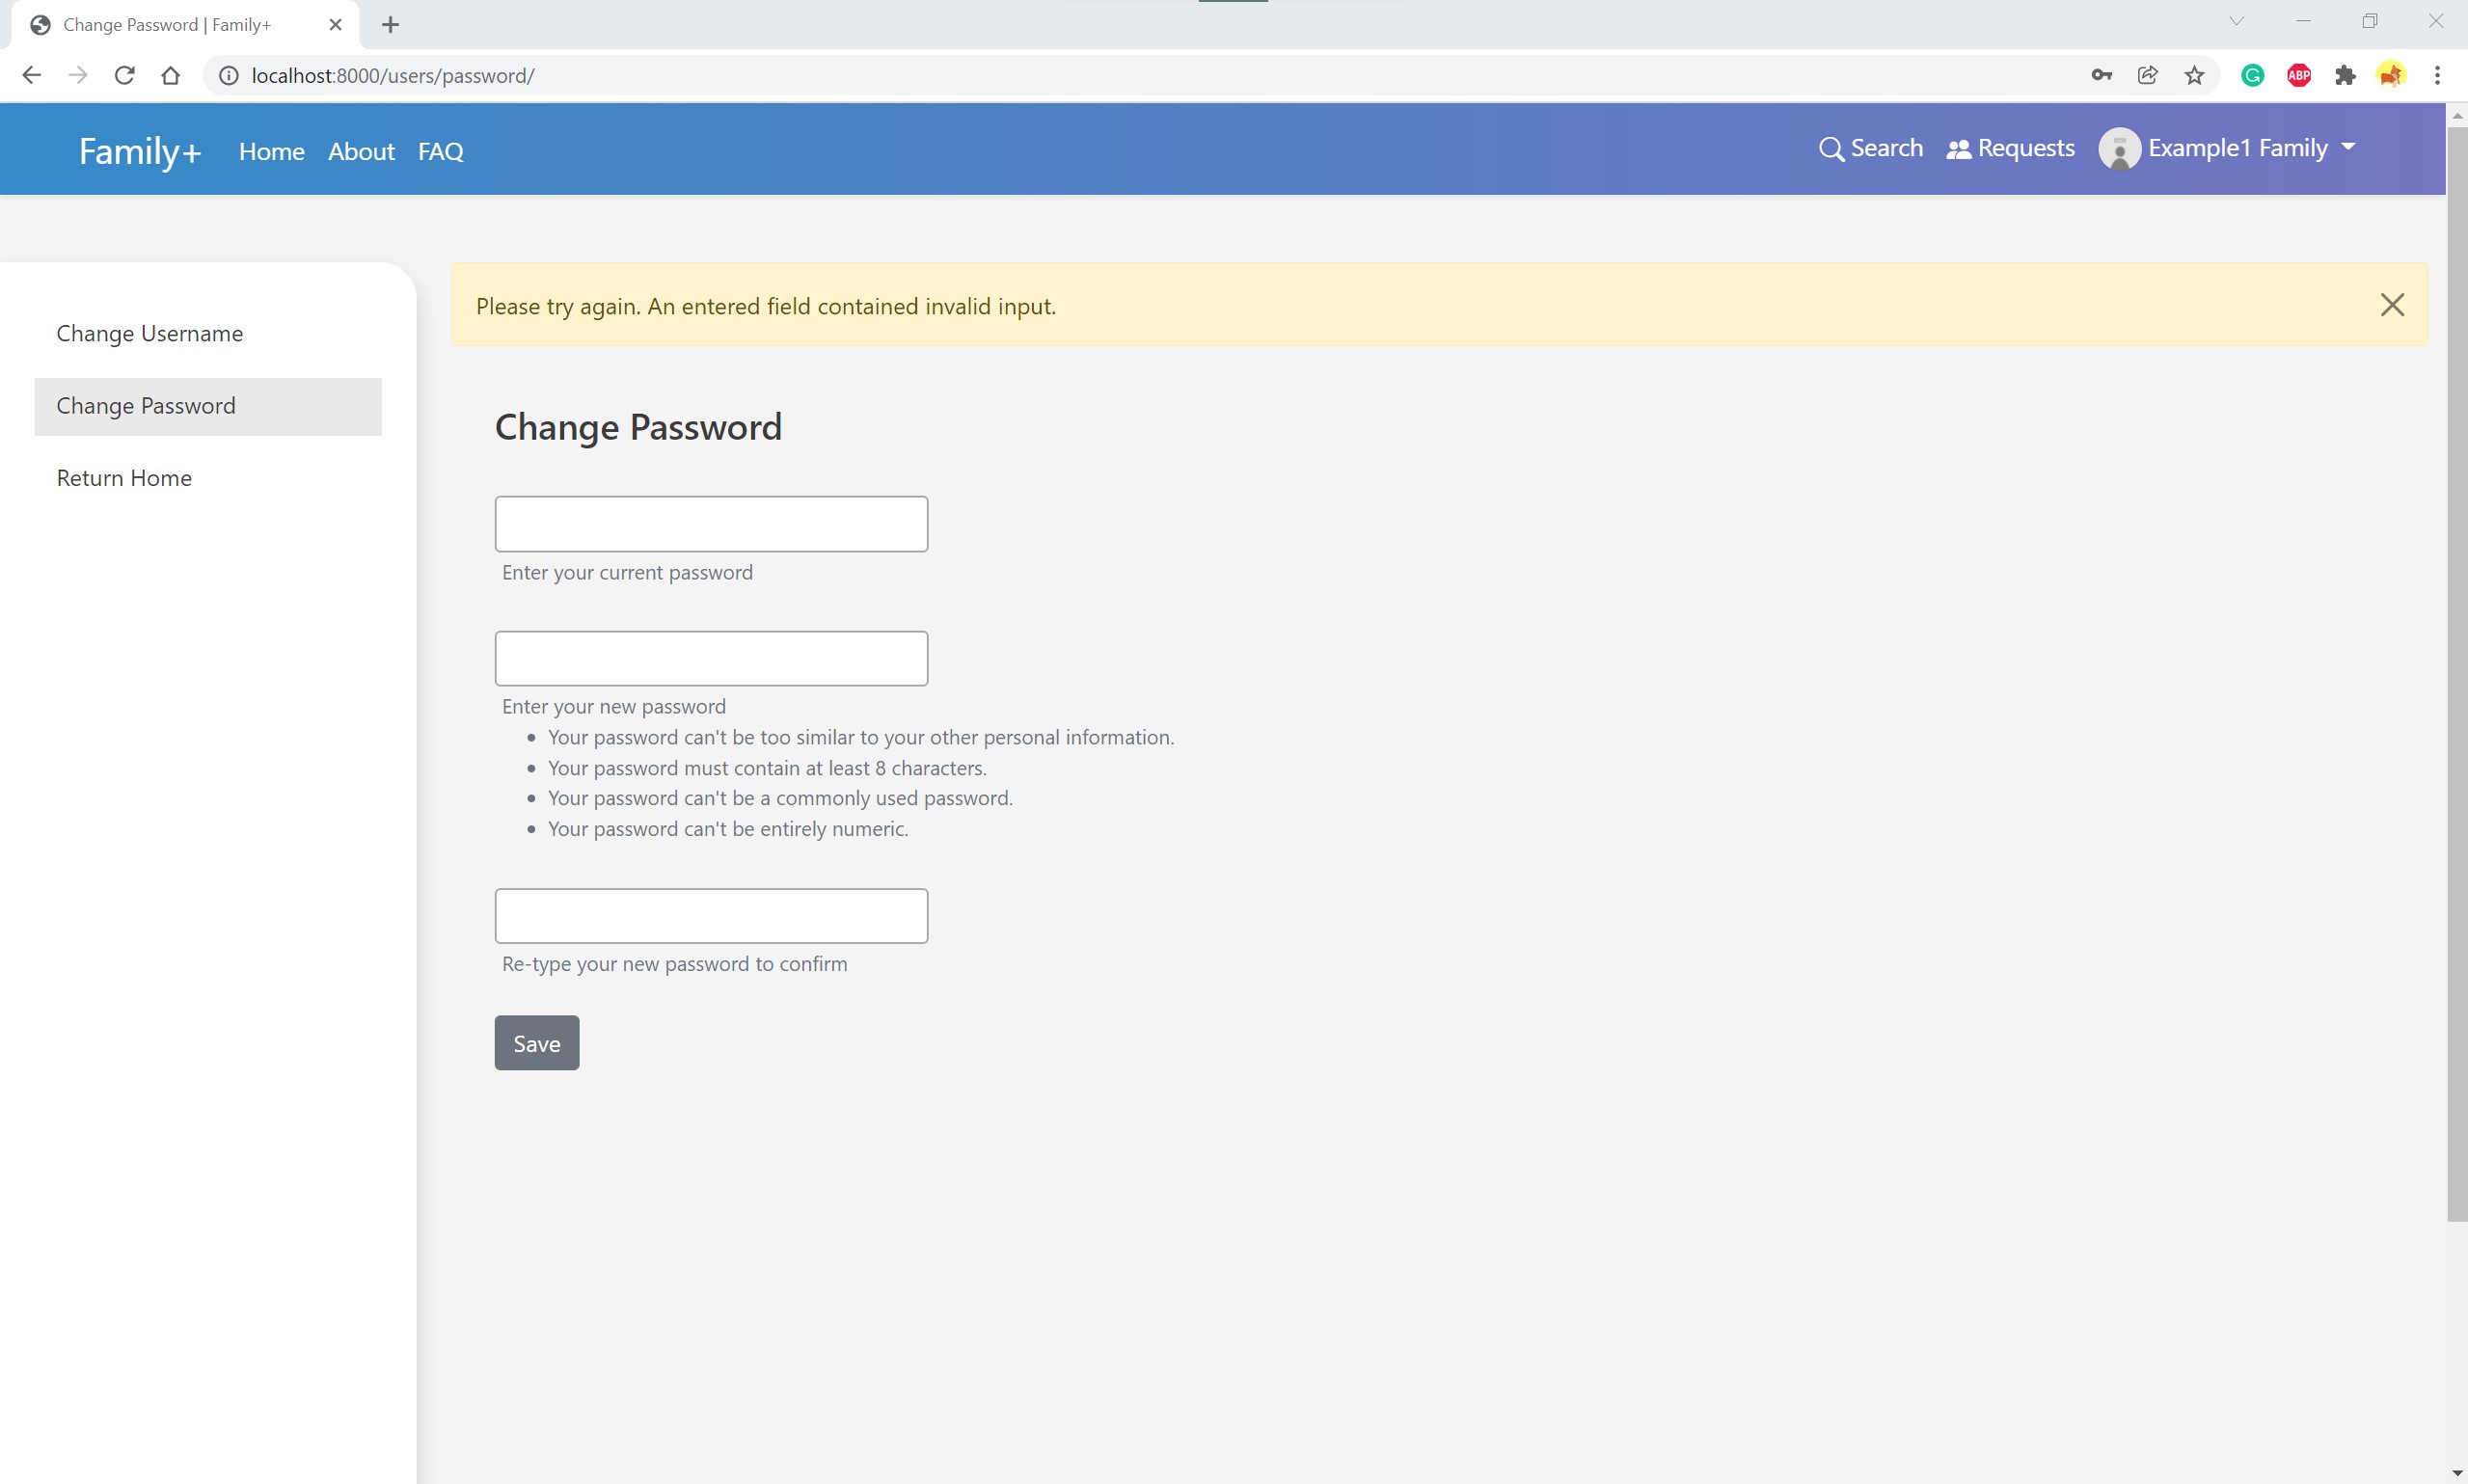 Change Password | Family+
localhost:8000/users/password/
ABP
Family+ Home About FAQ Search Requests Example1 Family
Please try again. An entered field contained invalid input.
Change Username
Change Password
Return Home
Change Password
Enter your current password
Enter your new password
Your password can't be too similar to your other personal information.
Your password must contain at least 8 characters.
Your password can't be a commonly used password.
Your password can't be entirely numeric.
Re-type your new password to confirm
Save